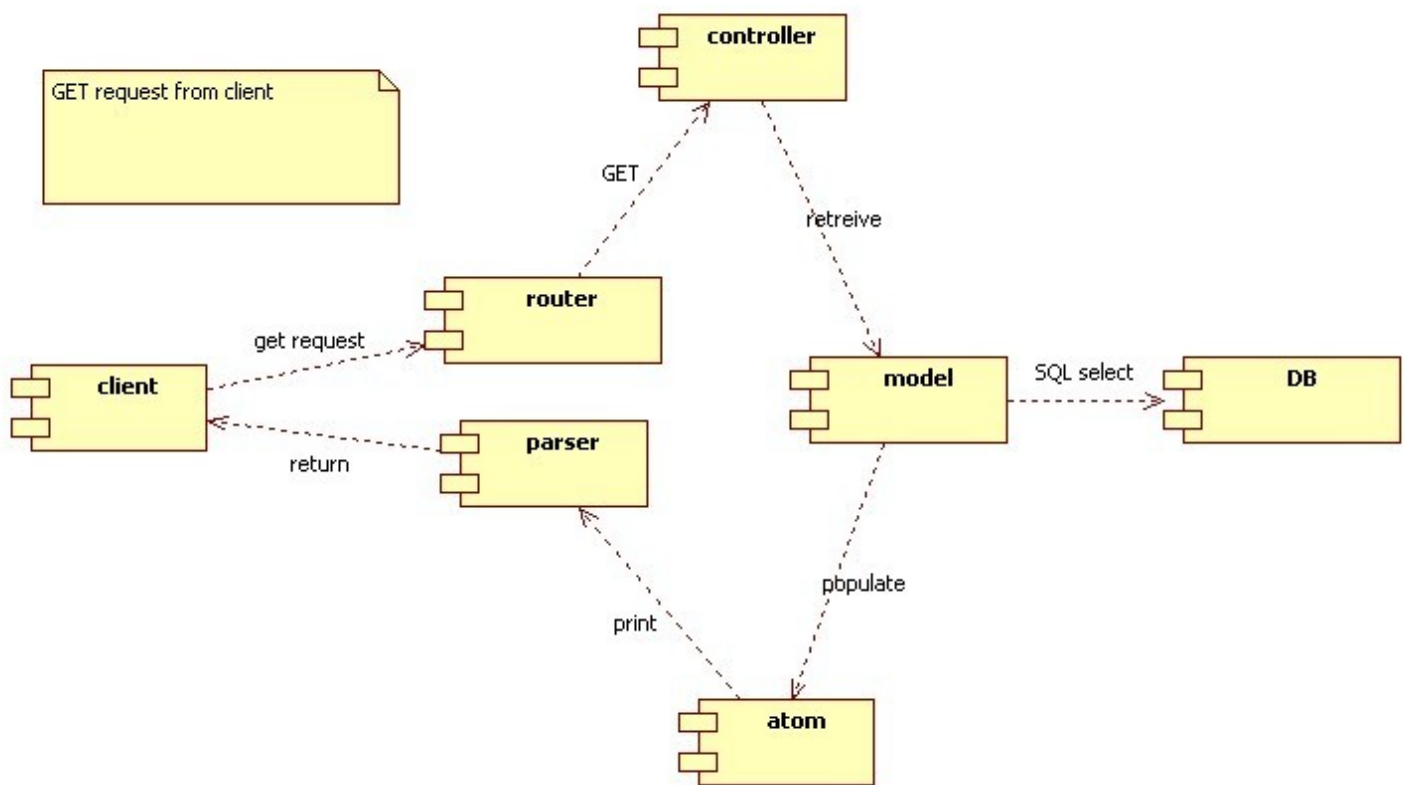 controller
GET request from client
GET
retreive
router
get request
client
model
SQL select
DB
parser
return
populate
print
atom